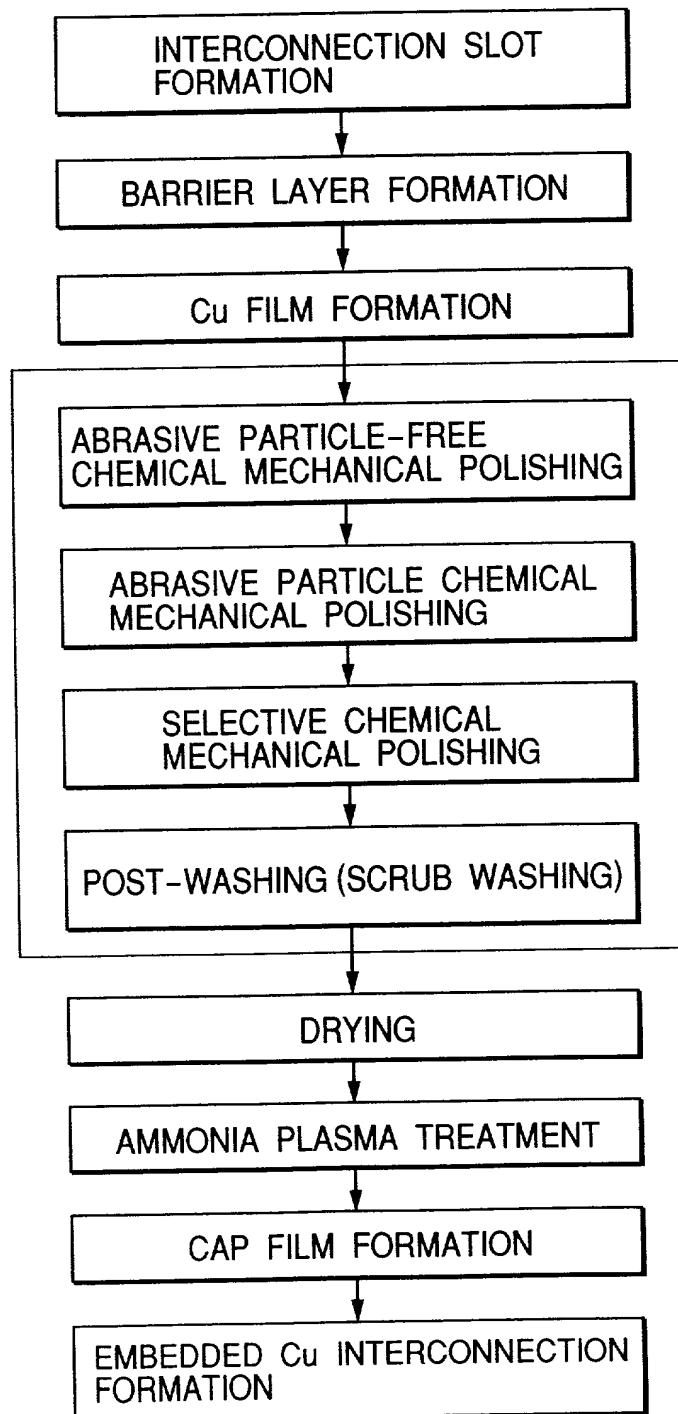 INTERCONNECTION SLOT
FORMATION
BARRIER LAYER FORMATION
Cu FILM FORMATION
ABRASIVE PARTICLE-FREE
CHEMICAL MECHANICAL POLISHING
ABRASIVE PARTICLE CHEMICAL
MECHANICAL POLISHING
SELECTIVE CHEMICAL
MECHANICAL POLISHING
POST-WASHING (SCRUB WASHING)
DRYING
AMMONIA PLASMA TREATMENT
CAP FILM FORMATION
EMBEDDED Cu INTERCONNECTION
FORMATION